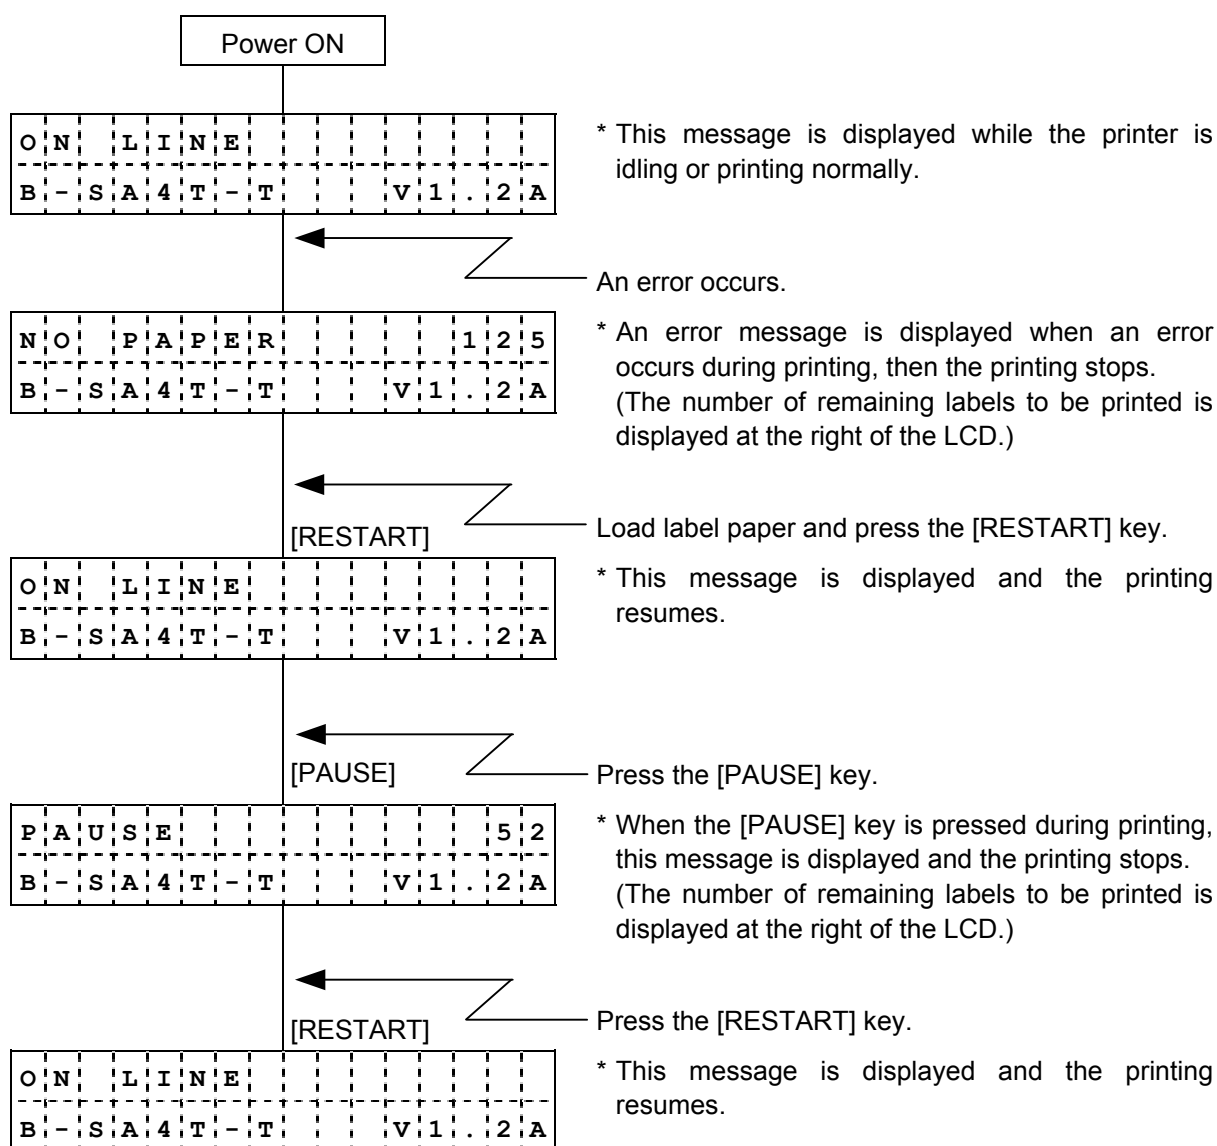 Power ON
ON LINE
B-SA4T-T   V1.2A
* This message is displayed while the printer is
idling or printing normally.
An error occurs.
NO PAPER     125
B-SA4T-T   V1.2A
* An error message is displayed when an error
occurs during printing, then the printing stops.
(The number of remaining labels to be printed is
displayed at the right of the LCD.)
[RESTART]
Load label paper and press the [RESTART] key.
ON LINE
B-SA4T-T   V1.2A
* This message is displayed and the printing
resumes.
[PAUSE]
Press the [PAUSE] key.
PAUSE         52
B-SA4T-T   V1.2A
* When the [PAUSE] key is pressed during printing,
this message is displayed and the printing stops.
(The number of remaining labels to be printed is
displayed at the right of the LCD.)
[RESTART]
Press the [RESTART] key.
ON LINE
B-SA4T-T   V1.2A
* This message is displayed and the printing
resumes.